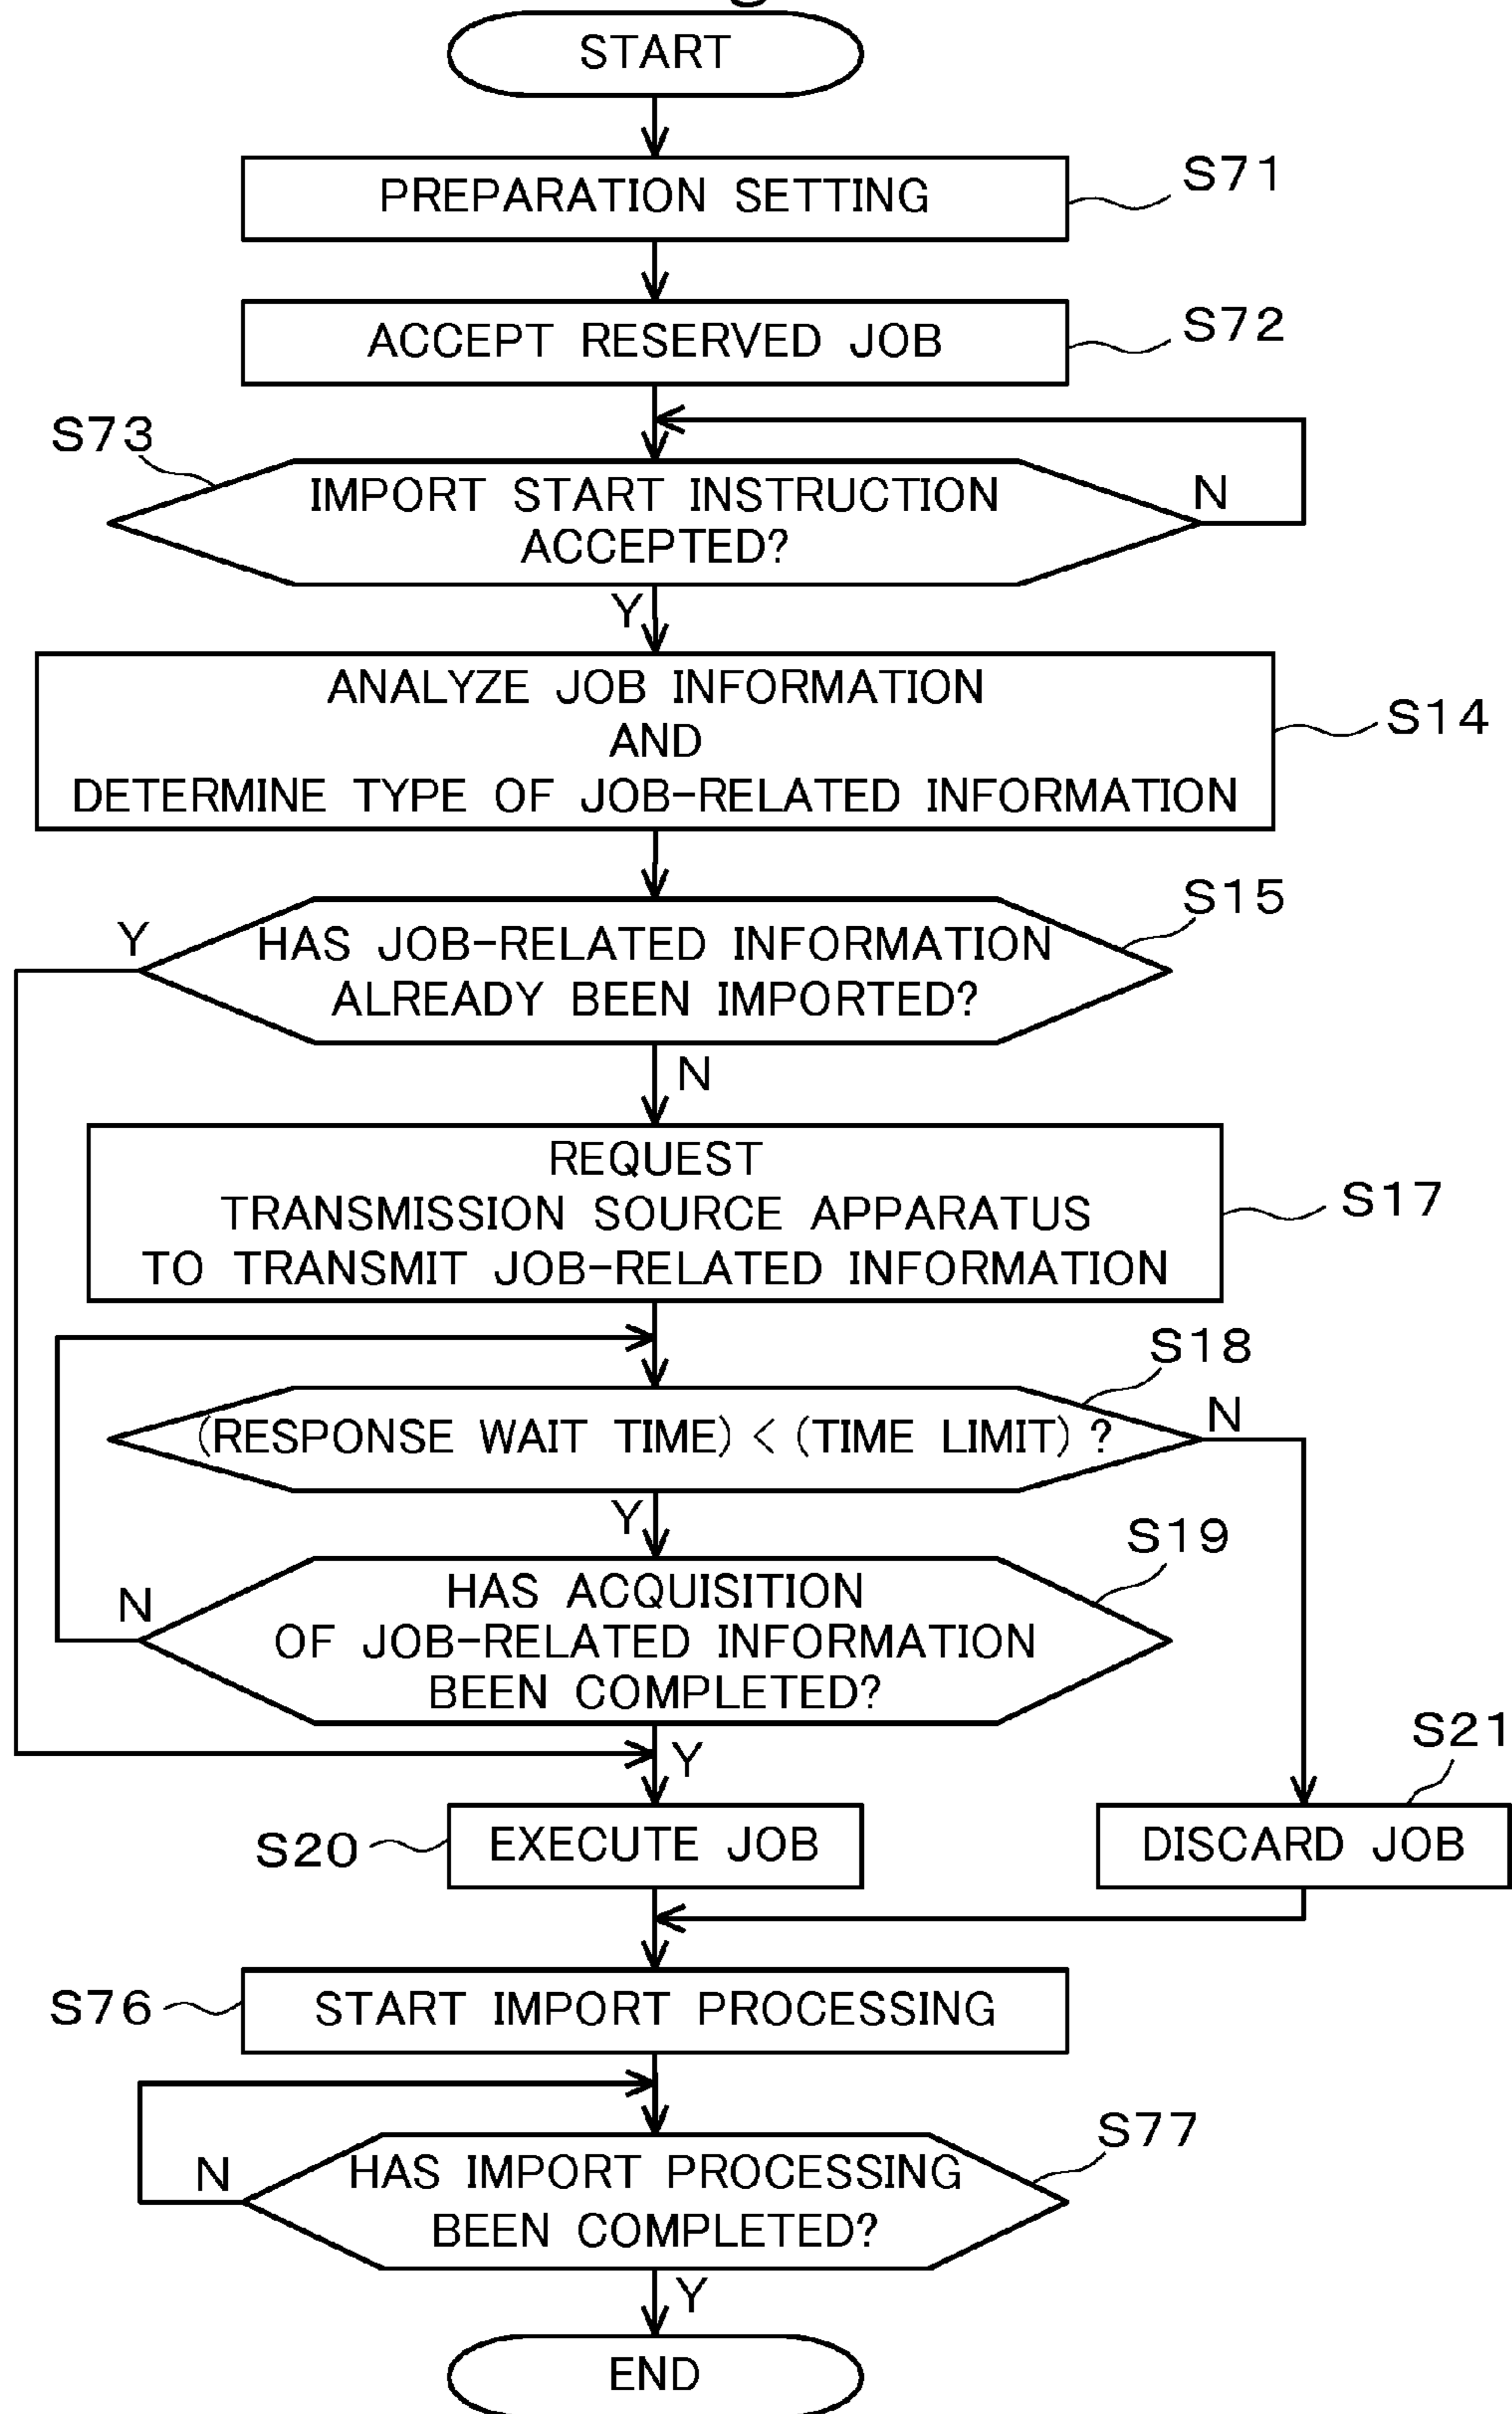 START
PREPARATION SETTING
S71
ACCEPT RESERVED JOB
S72
S73
IMPORT START INSTRUCTION
ACCEPTED?
N
Y
ANALYZE JOB INFORMATION
AND
DETERMINE TYPE OF JOB-RELATED INFORMATION
S14
S15
Y
HAS JOB-RELATED INFORMATION
ALREADY BEEN IMPORTED?
N
REQUEST
TRANSMISSION SOURCE APPARATUS
TO TRANSMIT JOB-RELATED INFORMATION
S17
S18
(RESPONSE WAIT TIME) < (TIME LIMIT) ?
N
Y
S19
N
HAS ACQUISITION
OF JOB-RELATED INFORMATION
BEEN COMPLETED?
Y
S21
S20
EXECUTE JOB
DISCARD JOB
S76
START IMPORT PROCESSING
S77
N
HAS IMPORT PROCESSING
BEEN COMPLETED?
Y
END